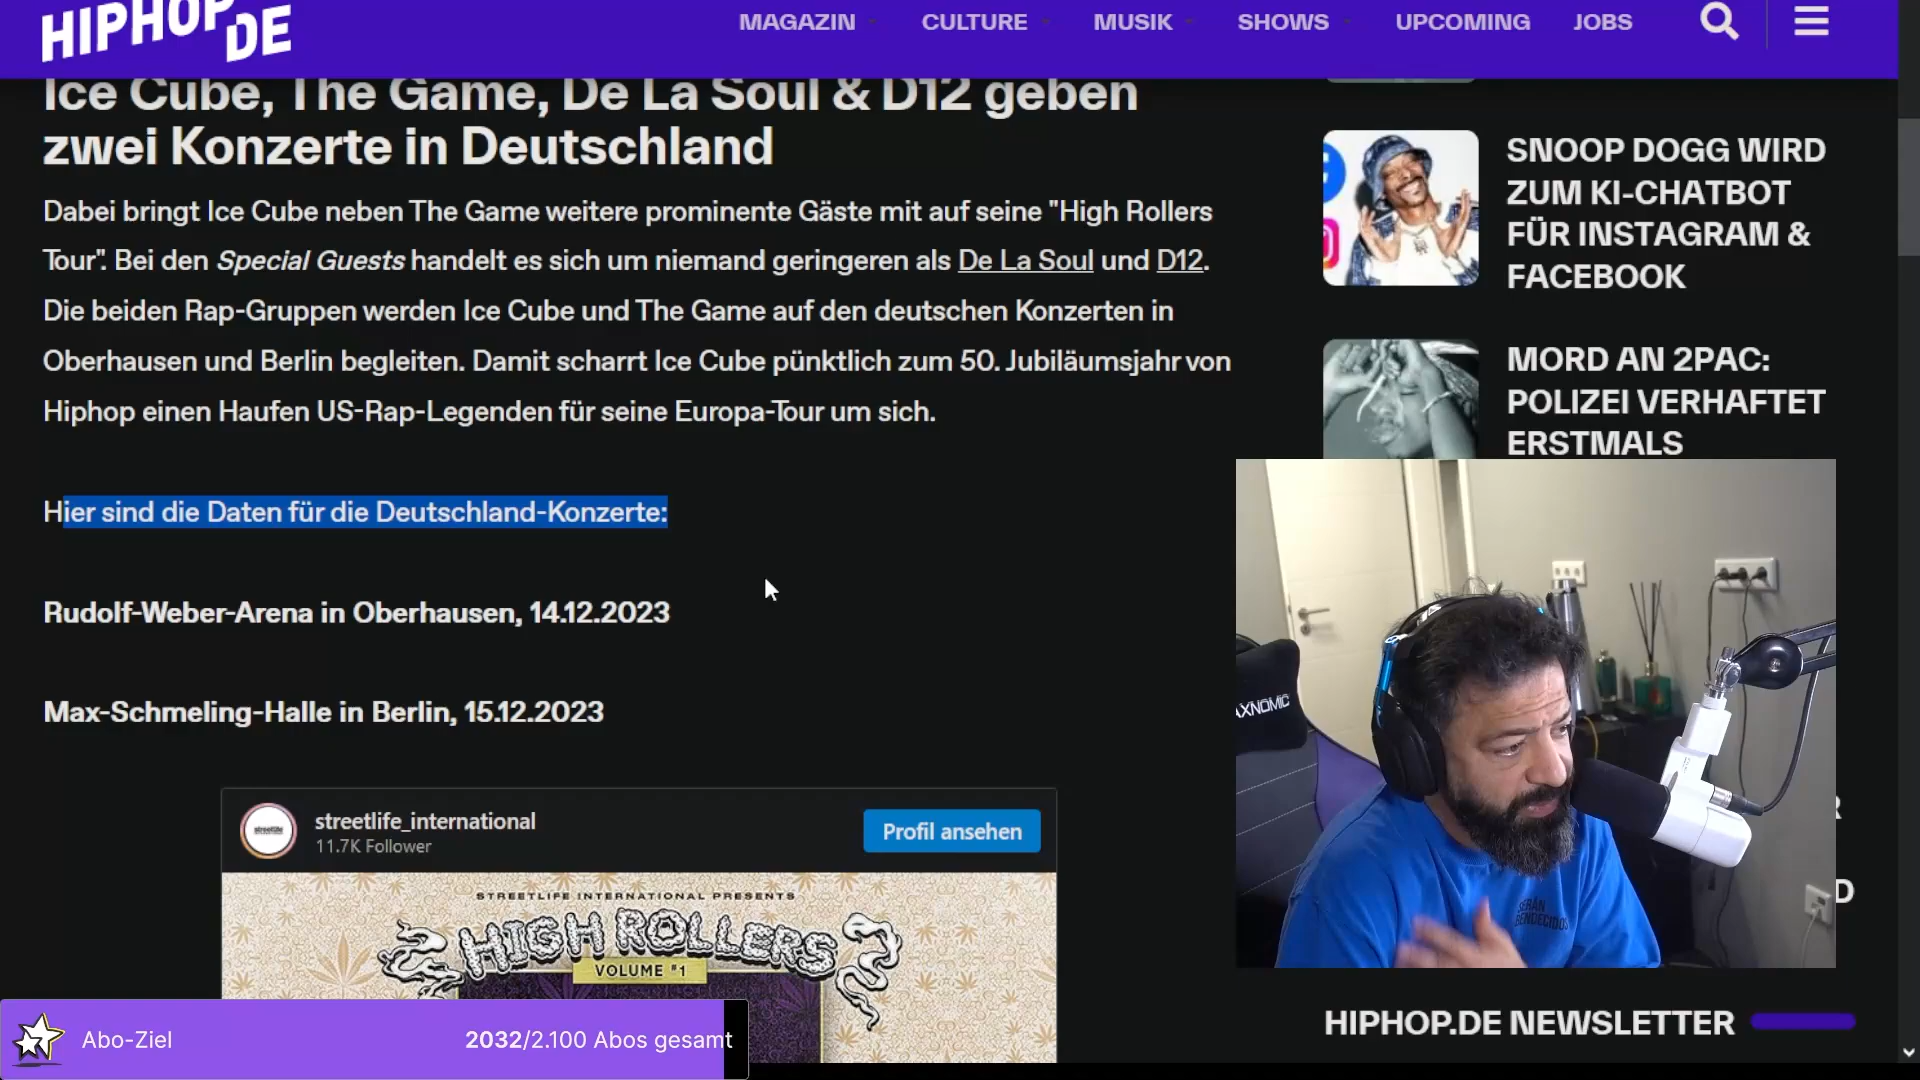 HIPHOP.DE
MAGAZIN
CULTURE
MUSIK
SHOWS
UPCOMING
JOBS
Ice Cube, The Game, De La Soul & D12 geben
zwei Konzerte in Deutschland
Dabei bringt Ice Cube neben The Game weitere prominente Gäste mit auf seine "High Rollers
Tour". Bei den Special Guests handelt es sich um niemand geringeren als De La Soul und D12.
Die beiden Rap-Gruppen werden Ice Cube und The Game auf den deutschen Konzerten in
Oberhausen und Berlin begleiten. Damit scharrt Ice Cube pünktlich zum 50. Jubiläumsjahr von
Hiphop einen Haufen US-Rap-Legenden für seine Europa-Tour um sich.
Hier sind die Daten für die Deutschland-Konzerte:
Rudolf-Weber-Arena in Oberhausen, 14.12.2023
Max-Schmeling-Halle in Berlin, 15.12.2023
streetlife_international
11.7K Follower
Profil ansehen
STREETLIFE INTERNATIONAL PRESENTS
HIGH ROLLERS
VOLUME #1
Abo-Ziel
2032/2.100 Abos gesamt
SNOOP DOGG WIRD
ZUM KI-CHATBOT
FÜR INSTAGRAM &
FACEBOOK
MORD AN 2PAC:
POLIZEI VERHAFTET
ERSTMALS
AXNOMIC
SERÁN
BENDECIDOS
R
D
HIPHOP.DE NEWSLETTER